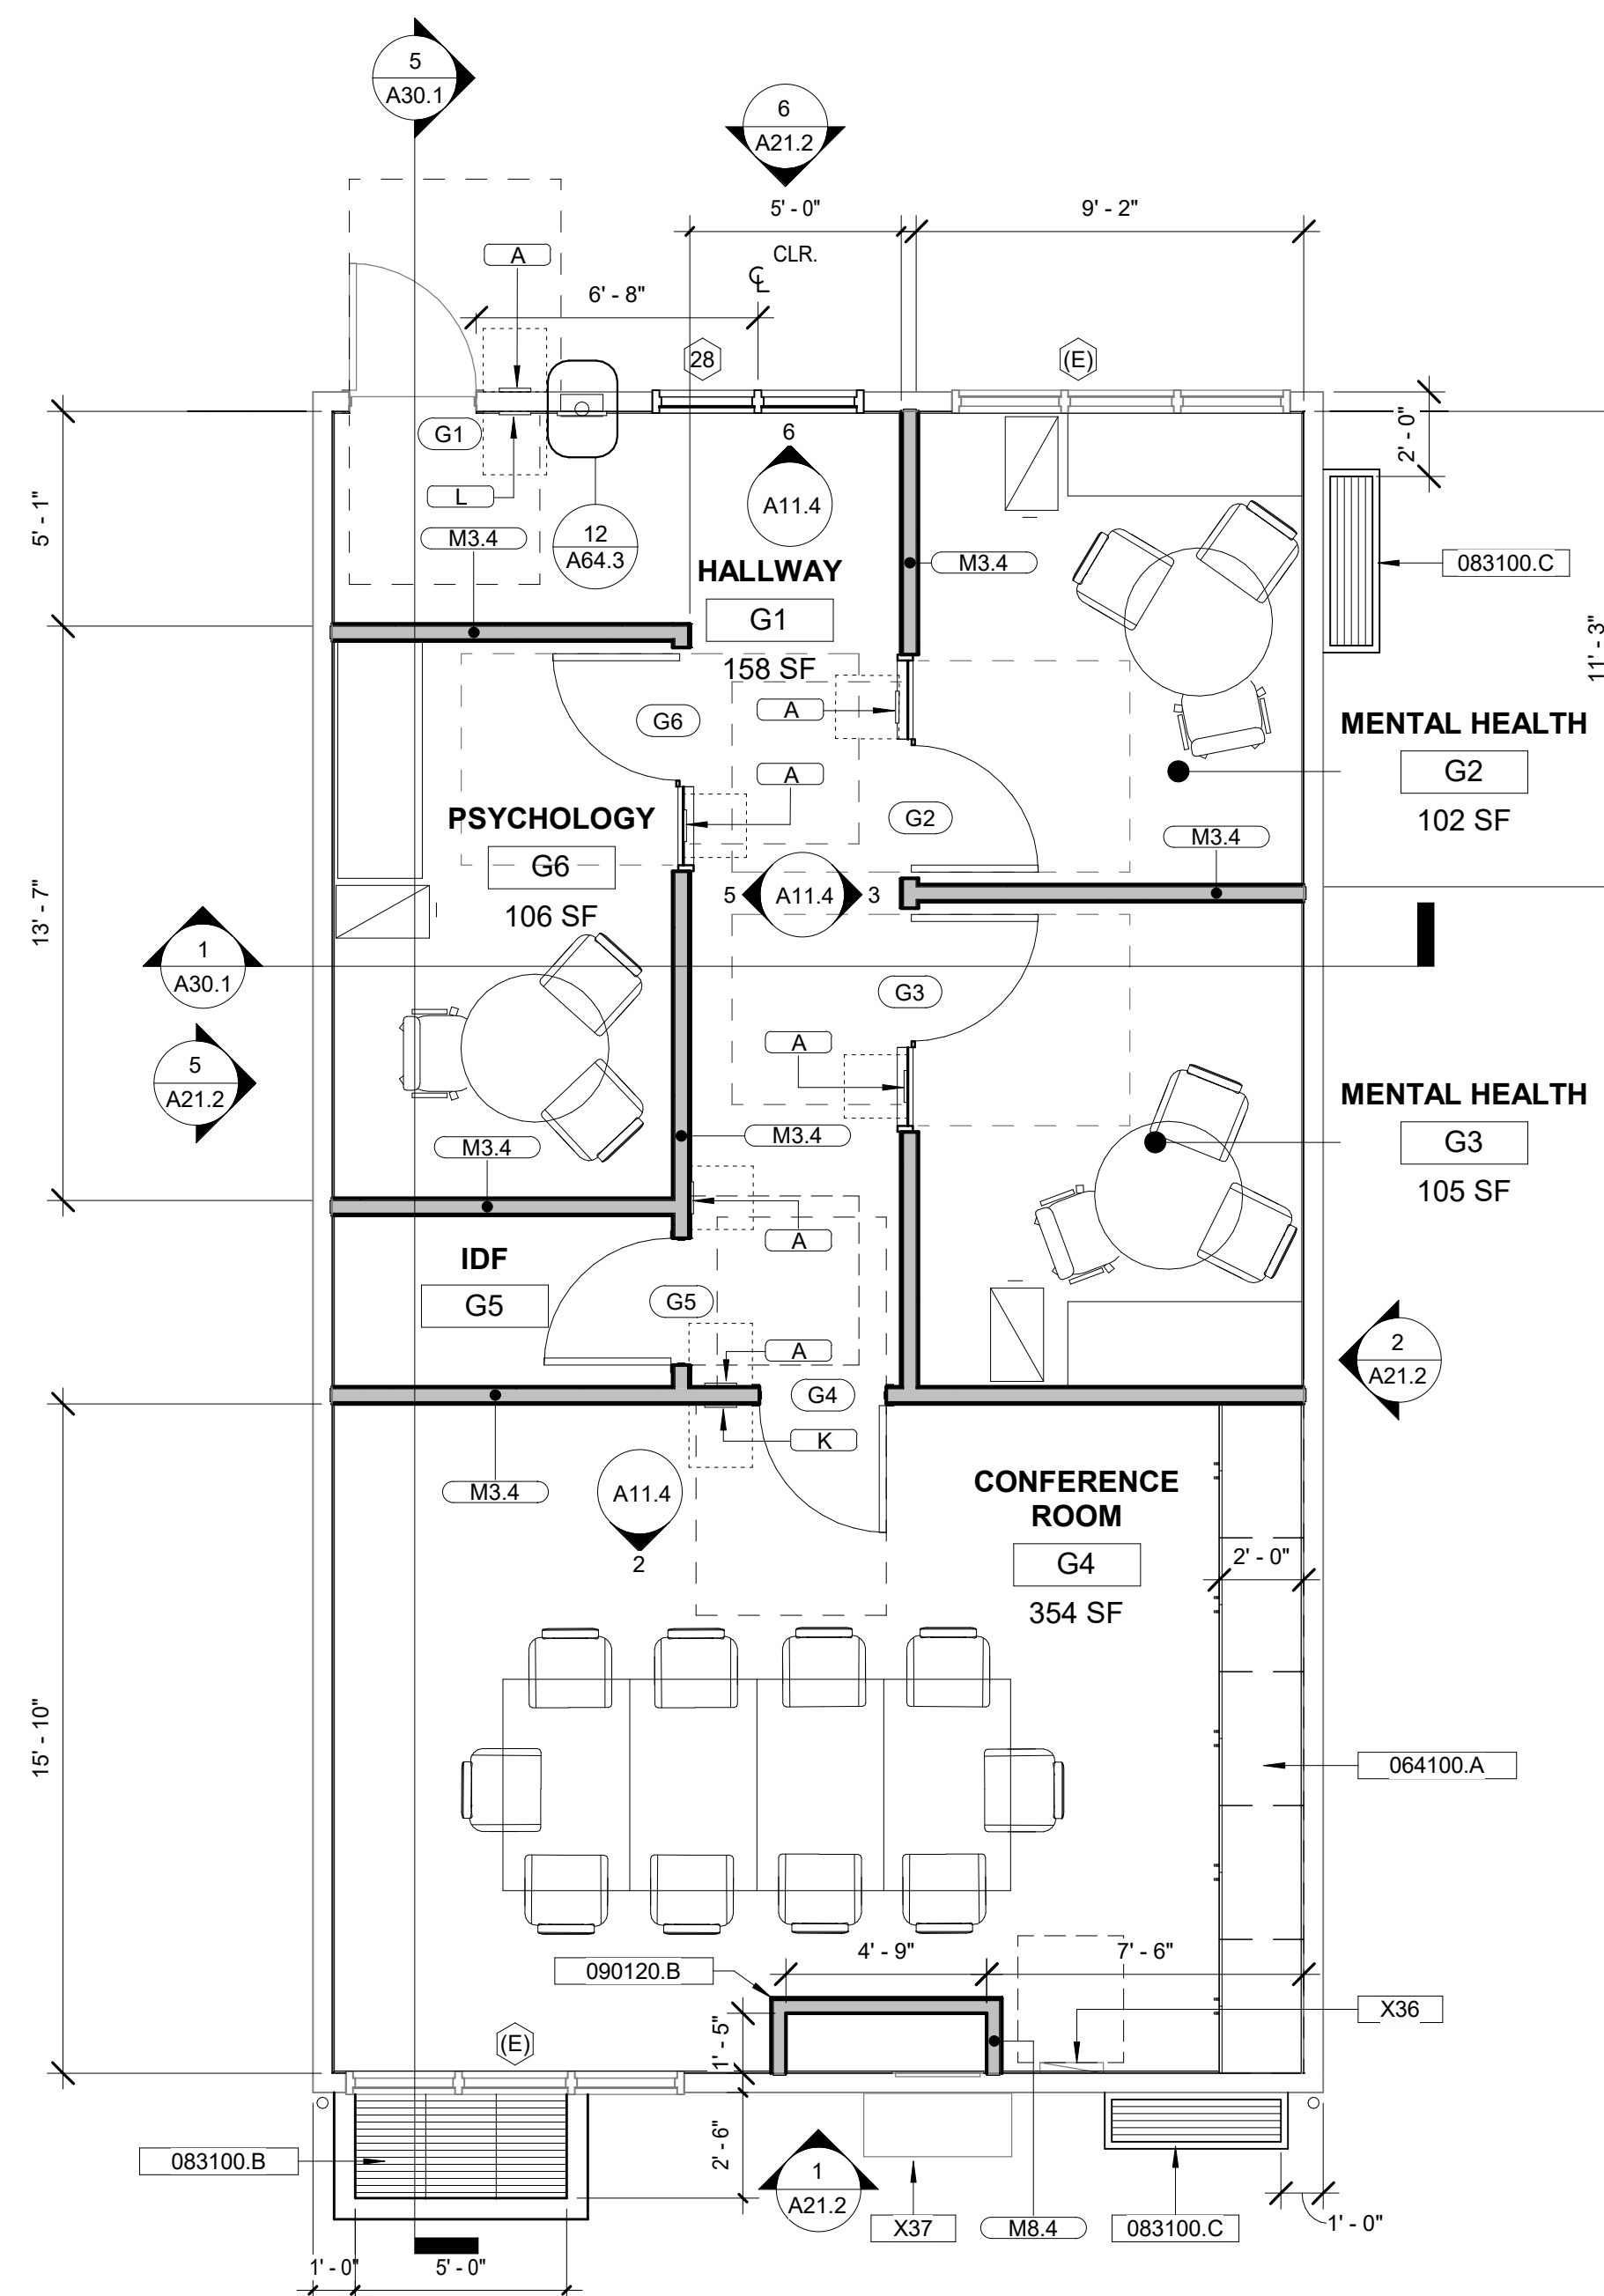 5
A30.1
6
A21.2
5' - 0"
9' - 2"
CLR.
A
℄
6' - 8"
28
(E)
2' - 0"
G1
6
5' - 1"
L
A11.4
M3.4
12
A64.3
HALLWAY
M3.4
083100.C
G1
11' - 3"
158 SF
A
G6
MENTAL HEALTH
G2
A
PSYCHOLOGY
G2
102 SF
M3.4
G6
5
A11.4
3
106 SF
13' - 7"
1
A30.1
G3
A
5
A21.2
MENTAL HEALTH
M3.4
M3.4
G3
105 SF
A
IDF
G5
G5
A
2
A21.2
G4
K
M3.4
A11.4
2
CONFERENCE
ROOM
G4
2' - 0"
354 SF
15' - 10"
064100.A
4' - 9"
7' - 6"
090120.B
X36
1' - 5"
(E)
2' - 6"
083100.B
1
A21.2
X37
M8.4
083100.C
1' - 0"
1' - 0"
5' - 0"